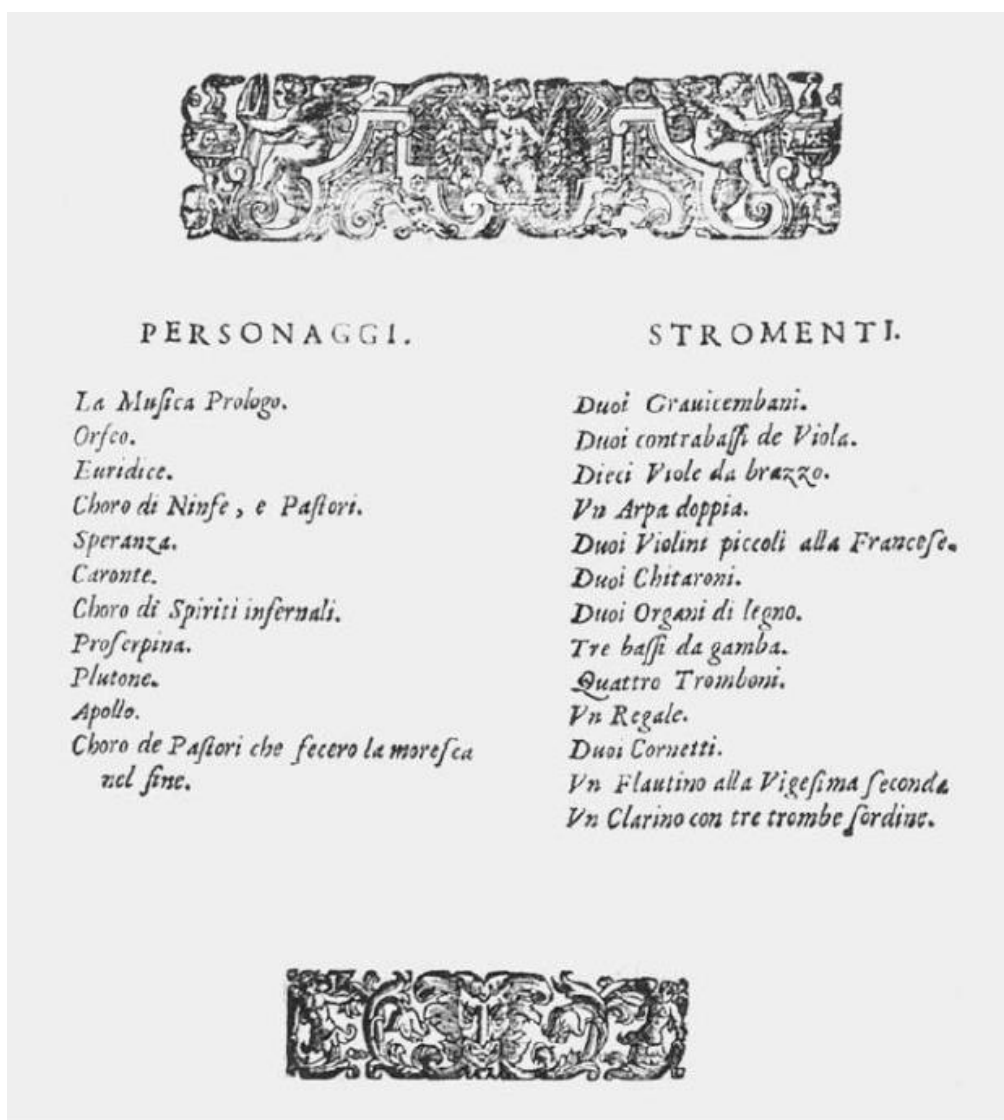 PERSONAGGI.
La Muſica Prologo.
Orfeo.
Euridice.
Choro di Ninfe, e Paſtori.
Speranza.
Caronte.
Choro di Spiriti infernali.
Proſerpina.
Plutone.
Apollo.
Choro de Paſtori che fecero la moreſca
nel fine.
STROMENTI.
Duoi Grauicembani.
Duoi contrabaſſi de Viola.
Dieci Viole da brazzo.
Vn Arpa doppia.
Duoi Violini piccoli alla Franceſe.
Duoi Chitaroni.
Duoi Organi di legno.
Tre baſſi da gamba.
Quattro Tromboni.
Vn Regale.
Duoi Cornetti.
Vn Flautino alla Vigeſima ſeconda
Vn Clarino con tre trombe ſordine.